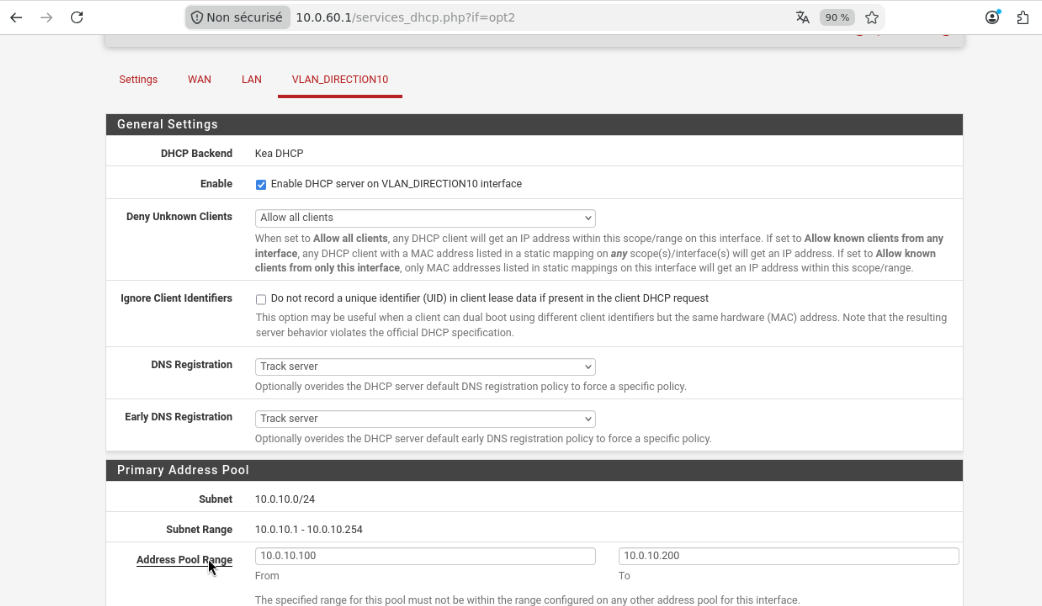 Non sécurisé 10.0.60.1/services_dhcp.php?if=opt2 90 %
Settings WAN LAN VLAN_DIRECTION10
General Settings
DHCP Backend Kea DHCP
Enable Enable DHCP server on VLAN_DIRECTION10 interface
Deny Unknown Clients Allow all clients
When set to Allow all clients, any DHCP client will get an IP address within this scope/range on this interface. If set to Allow known clients from any
interface, any DHCP client with a MAC address listed in a static mapping on any scope(s)/interface(s) will get an IP address. If set to Allow known
clients from only this interface, only MAC addresses listed in static mappings on this interface will get an IP address within this scope/range.
Ignore Client Identifiers Do not record a unique identifier (UID) in client lease data if present in the client DHCP request
This option may be useful when a client can dual boot using different client identifiers but the same hardware (MAC) address. Note that the resulting
server behavior violates the official DHCP specification.
DNS Registration Track server
Optionally overides the DHCP server default DNS registration policy to force a specific policy.
Early DNS Registration Track server
Optionally overides the DHCP server default early DNS registration policy to force a specific policy.
Primary Address Pool
Subnet 10.0.10.0/24
Subnet Range 10.0.10.1 - 10.0.10.254
Address Pool Range 10.0.10.100 10.0.10.200
From To
The specified range for this pool must not be within the range configured on any other address pool for this interface.